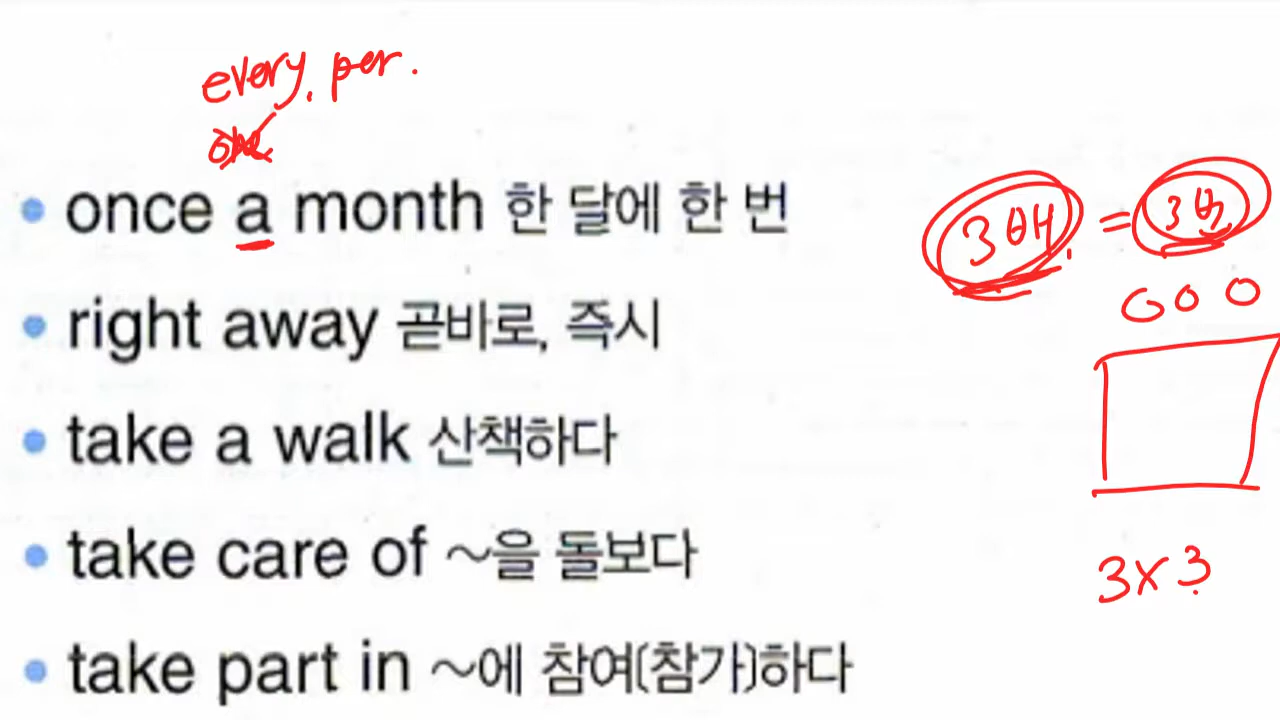 every, per.
one
once a month 한 달에 한 번
3배 = 3번
right away 곧바로, 즉시
take a walk 산책하다
take care of ~을 돌보다
3x3
take part in ~에 참여(참가)하다